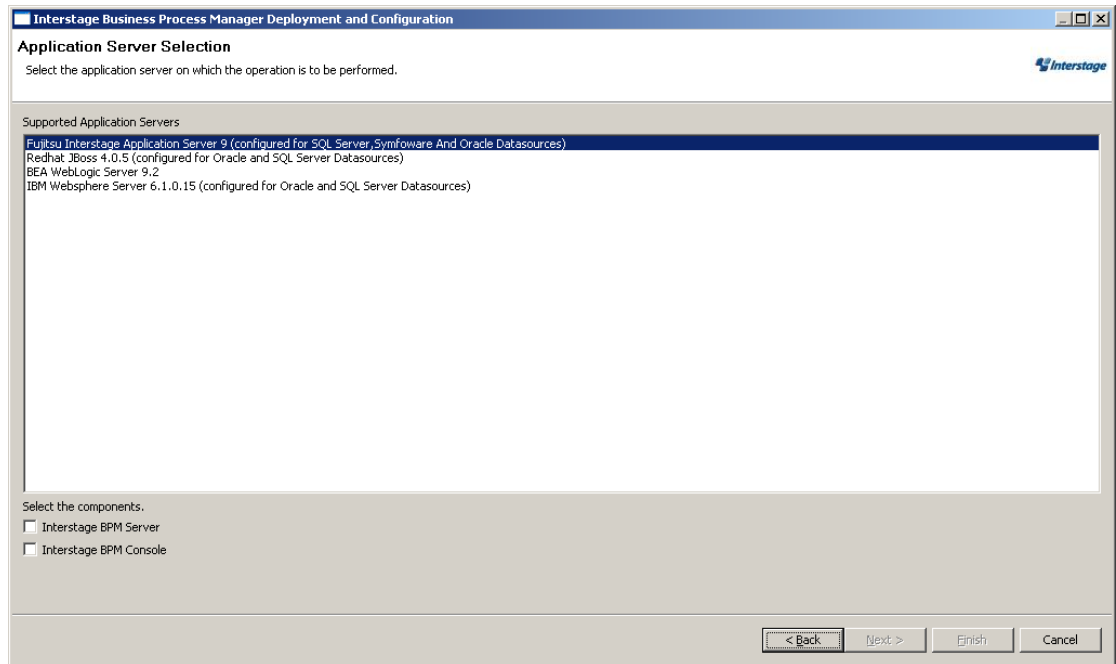 Interstage Business Process Manager Deployment and Configuration
Application Server Selection
Select the application server on which the operation is to be performed.
Interstage
Supported Application Servers
Fujitsu Interstage Application Server 9 (configured for SQL Server,Symfoware And Oracle Datasources)
Redhat JBoss 4.0.5 (configured for Oracle and SQL Server Datasources)
BEA WebLogic Server 9.2
IBM Websphere Server 6.1.0.15 (configured for Oracle and SQL Server Datasources)
Select the components.
Interstage BPM Server
Interstage BPM Console
< Back Next > Finish Cancel